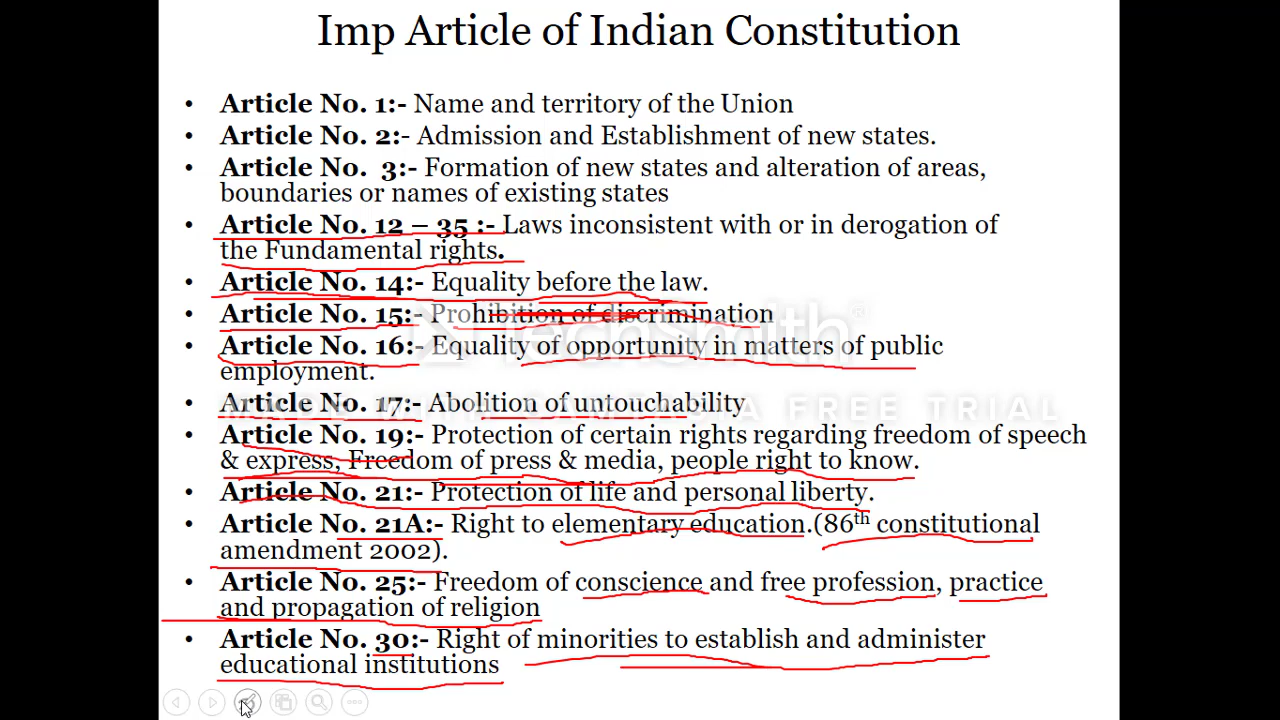 Imp Article of Indian Constitution
• Article No. 1:- Name and territory of the Union
• Article No. 2:- Admission and Establishment of new states.
• Article No. 3:- Formation of new states and alteration of areas,
boundaries or names of existing states
• Article No. 12 – 35 :- Laws inconsistent with or in derogation of
the Fundamental rights.
• Article No. 14:- Equality before the law.
• Article No. 15:- Prohibition of discrimination
TechSmith®
• Article No. 16:- Equality of opportunity in matters of public
employment.
• Article No. 17:- Abolition of untouchability
A FREE TRIAL
• Article No. 19:- Protection of certain rights regarding freedom of speech
& express, Freedom of press & media, people right to know.
• Article No. 21:- Protection of life and personal liberty.
• Article No. 21A:- Right to elementary education.(86th constitutional
amendment 2002).
• Article No. 25:- Freedom of conscience and free profession, practice
and propagation of religion
• Article No. 30:- Right of minorities to establish and administer
educational institutions